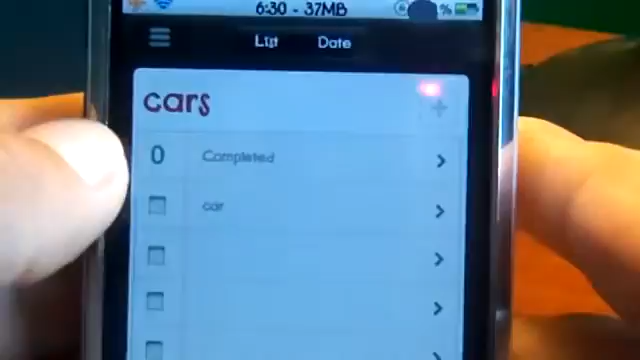 6:30 - 37MB %
List Date
cars +
0 Completed
car